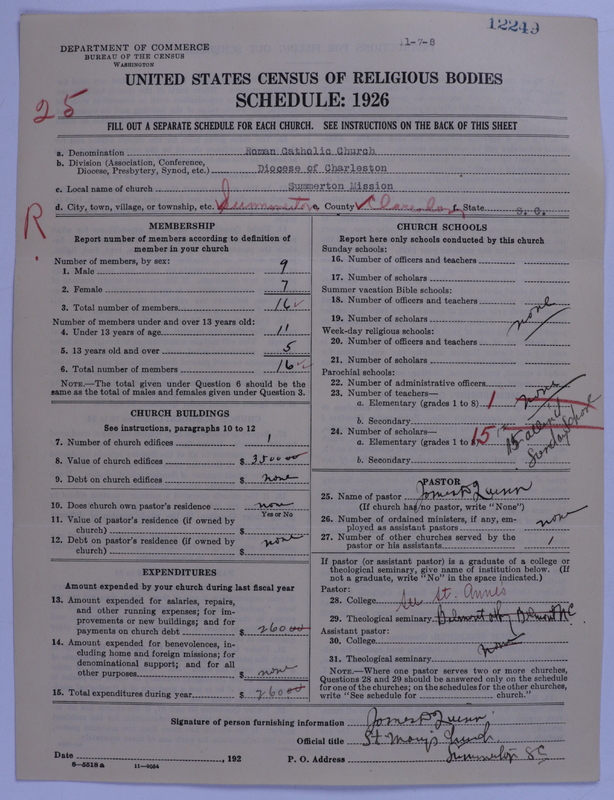 12249
11-7-8
DEPARTMENT OF COMMERCE
BUREAU OF THE CENSUS
WASHINGTON
UNITED STATES CENSUS OF RELIGIOUS BODIES
SCHEDULE: 1926
25
FILL OUT A SEPARATE SCHEDULE FOR EACH CHURCH. SEE INSTRUCTIONS ON THE BACK OF THIS SHEET
a. Denomination Roman Catholic Church
b. Division (Association, Conference,
Diocese, Presbytery, Synod, etc.) Diocese of Charleston
c. Local name of church Summerton Mission
d. City, town, village, or township, etc. Summerton e. County Clarendon f. State S. C.
R.
MEMBERSHIP
Report number of members according to definition of
member in your church
Number of members, by sex:
1. Male 9
2. Female 7
3. Total number of members 16
Number of members under and over 13 years old:
4. Under 13 years of age 11
5. 13 years old and over 5
6. Total number of members 16
NOTE.—The total given under Question 6 should be the
same as the total of males and females given under Question 3.
CHURCH BUILDINGS
See instructions, paragraphs 10 to 12
7. Number of church edifices 1
8. Value of church edifices $ 3500 00
9. Debt on church edifices $ none
10. Does church own pastor's residence none
Yes or No
11. Value of pastor's residence (if owned by
church) $
12. Debt on pastor's residence (if owned by
church) $ none
EXPENDITURES
Amount expended by your church during last fiscal year
13. Amount expended for salaries, repairs,
and other running expenses; for im-
provements or new buildings; and for
payments on church debt $ 260 00
14. Amount expended for benevolences, in-
cluding home and foreign missions; for
denominational support; and for all
other purposes $ none
15. Total expenditures during year $ 260 00
CHURCH SCHOOLS
Report here only schools conducted by this church
Sunday schools:
16. Number of officers and teachers
17. Number of scholars
Summer vacation Bible schools:
18. Number of officers and teachers
19. Number of scholars none
Week-day religious schools:
20. Number of officers and teachers
21. Number of scholars
Parochial schools:
22. Number of administrative officers none
23. Number of teachers—
a. Elementary (grades 1 to 8) 1
b. Secondary
24. Number of scholars—
a. Elementary (grades 1 to 8) 15
15 attend
Sunday School
b. Secondary
PASTOR
25. Name of pastor James D Quinn
(If church has no pastor, write "None")
26. Number of ordained ministers, if any, em-
ployed as assistant pastors none
27. Number of other churches served by the
pastor or his assistants 1
If pastor (or assistant pastor) is a graduate of a college or
theological seminary, give name of institution below. (If
not a graduate, write "No" in the space indicated.)
Pastor:
28. College See St. Annes
29. Theological seminary Belmont Abby Belmont NC
Assistant pastor:
30. College none
31. Theological seminary
NOTE.—Where one pastor serves two or more churches,
Questions 28 and 29 should be answered only on the schedule
for one of the churches; on the schedules for the other churches,
write "See schedule for church."
Signature of person furnishing information James D Quinn
Official title St Mary's Church
Date , 192 P. O. Address Summerton SC
8—5518a 11—9084